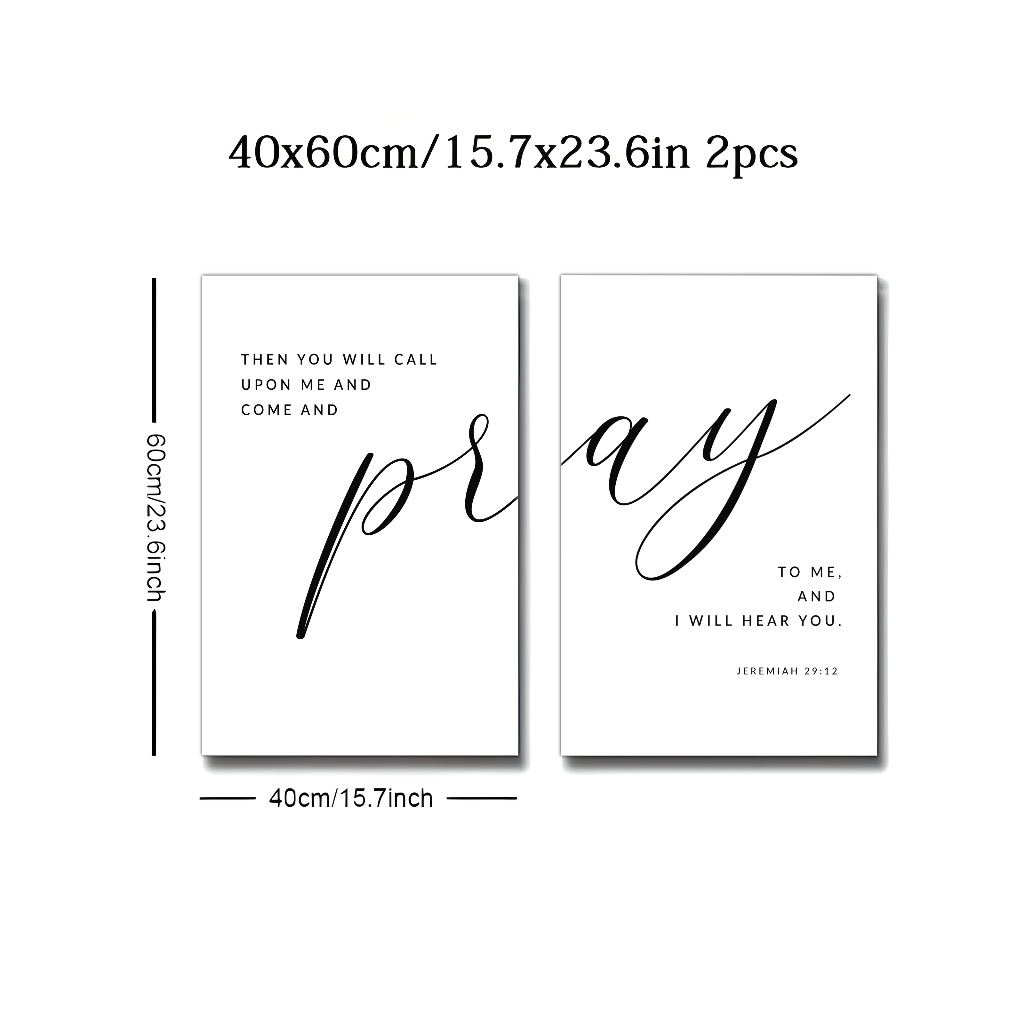 40x60cm/15.7x23.6in 2pcs
60cm/23.6inch
THEN YOU WILL CALL
UPON ME AND
COME AND
pray
TO ME,
AND
I WILL HEAR YOU.
JEREMIAH 29:12
40cm/15.7inch